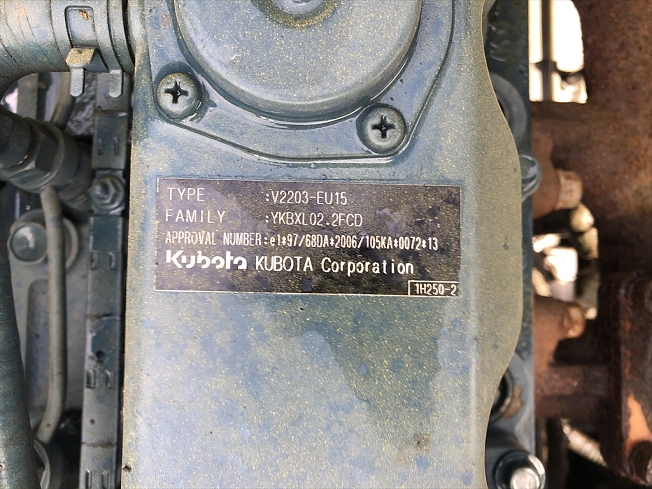 TYPE :V2203-EU15
FAMILY :YKBXL02.2FCD
APPROVAL NUMBER:e1*97/68DA*2006/105KA*0072*13
Kubota KUBOTA Corporation
1H250-2